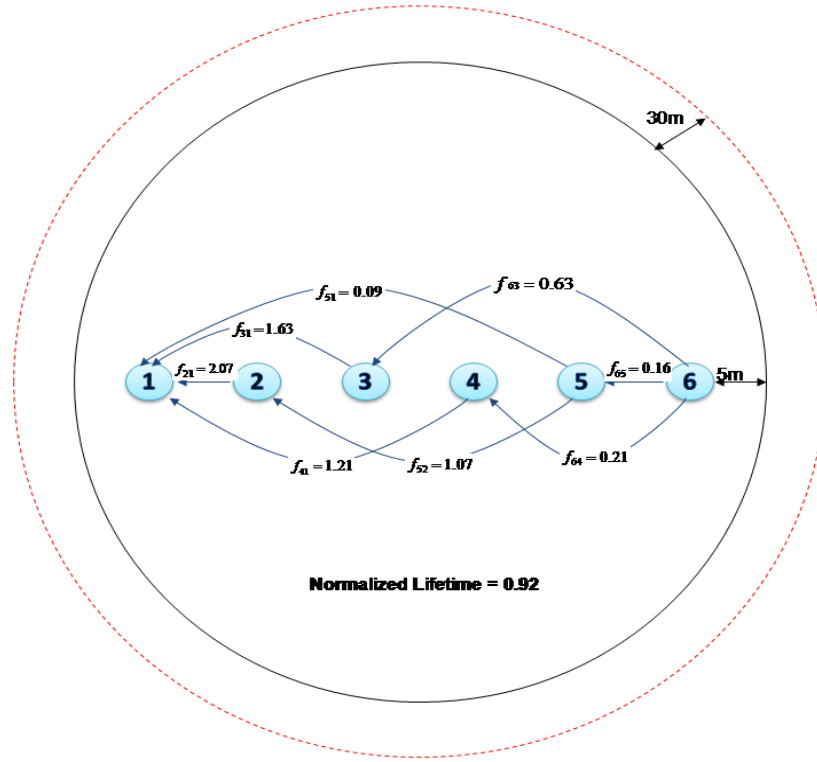 30m
f₅₁ = 0.09
f 63 = 0.63
f₃₁ = 1.63
f₂₁ = 2.07
f₆₅ = 0.16
5m
1 2 3 4 5 6
f₄₁ = 1.21
f₅₂ = 1.07
f₆₄ = 0.21
Normalized Lifetime = 0.92